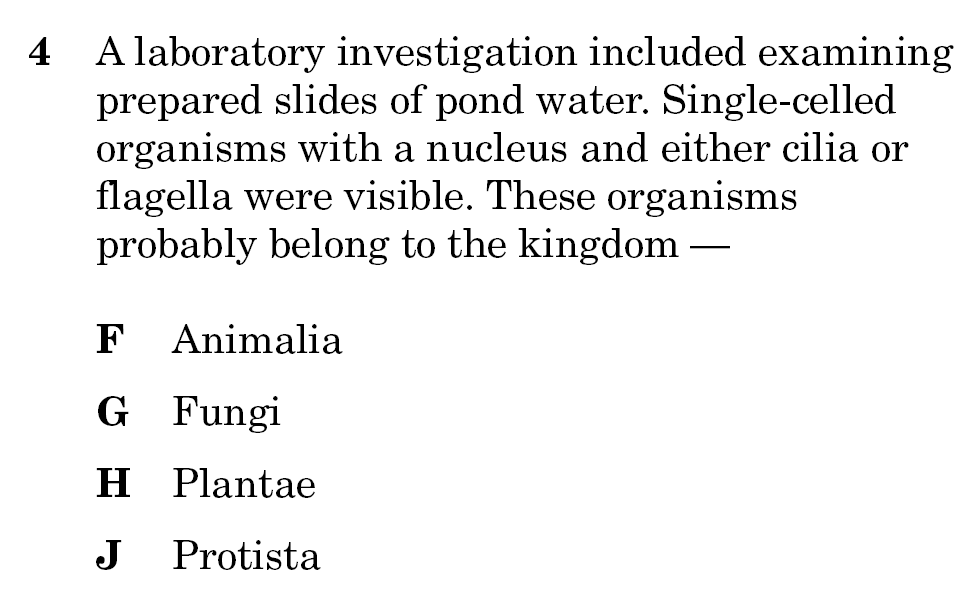 4 A laboratory investigation included examining
prepared slides of pond water. Single-celled
organisms with a nucleus and either cilia or
flagella were visible. These organisms
probably belong to the kingdom —
F Animalia
G Fungi
H Plantae
J Protista